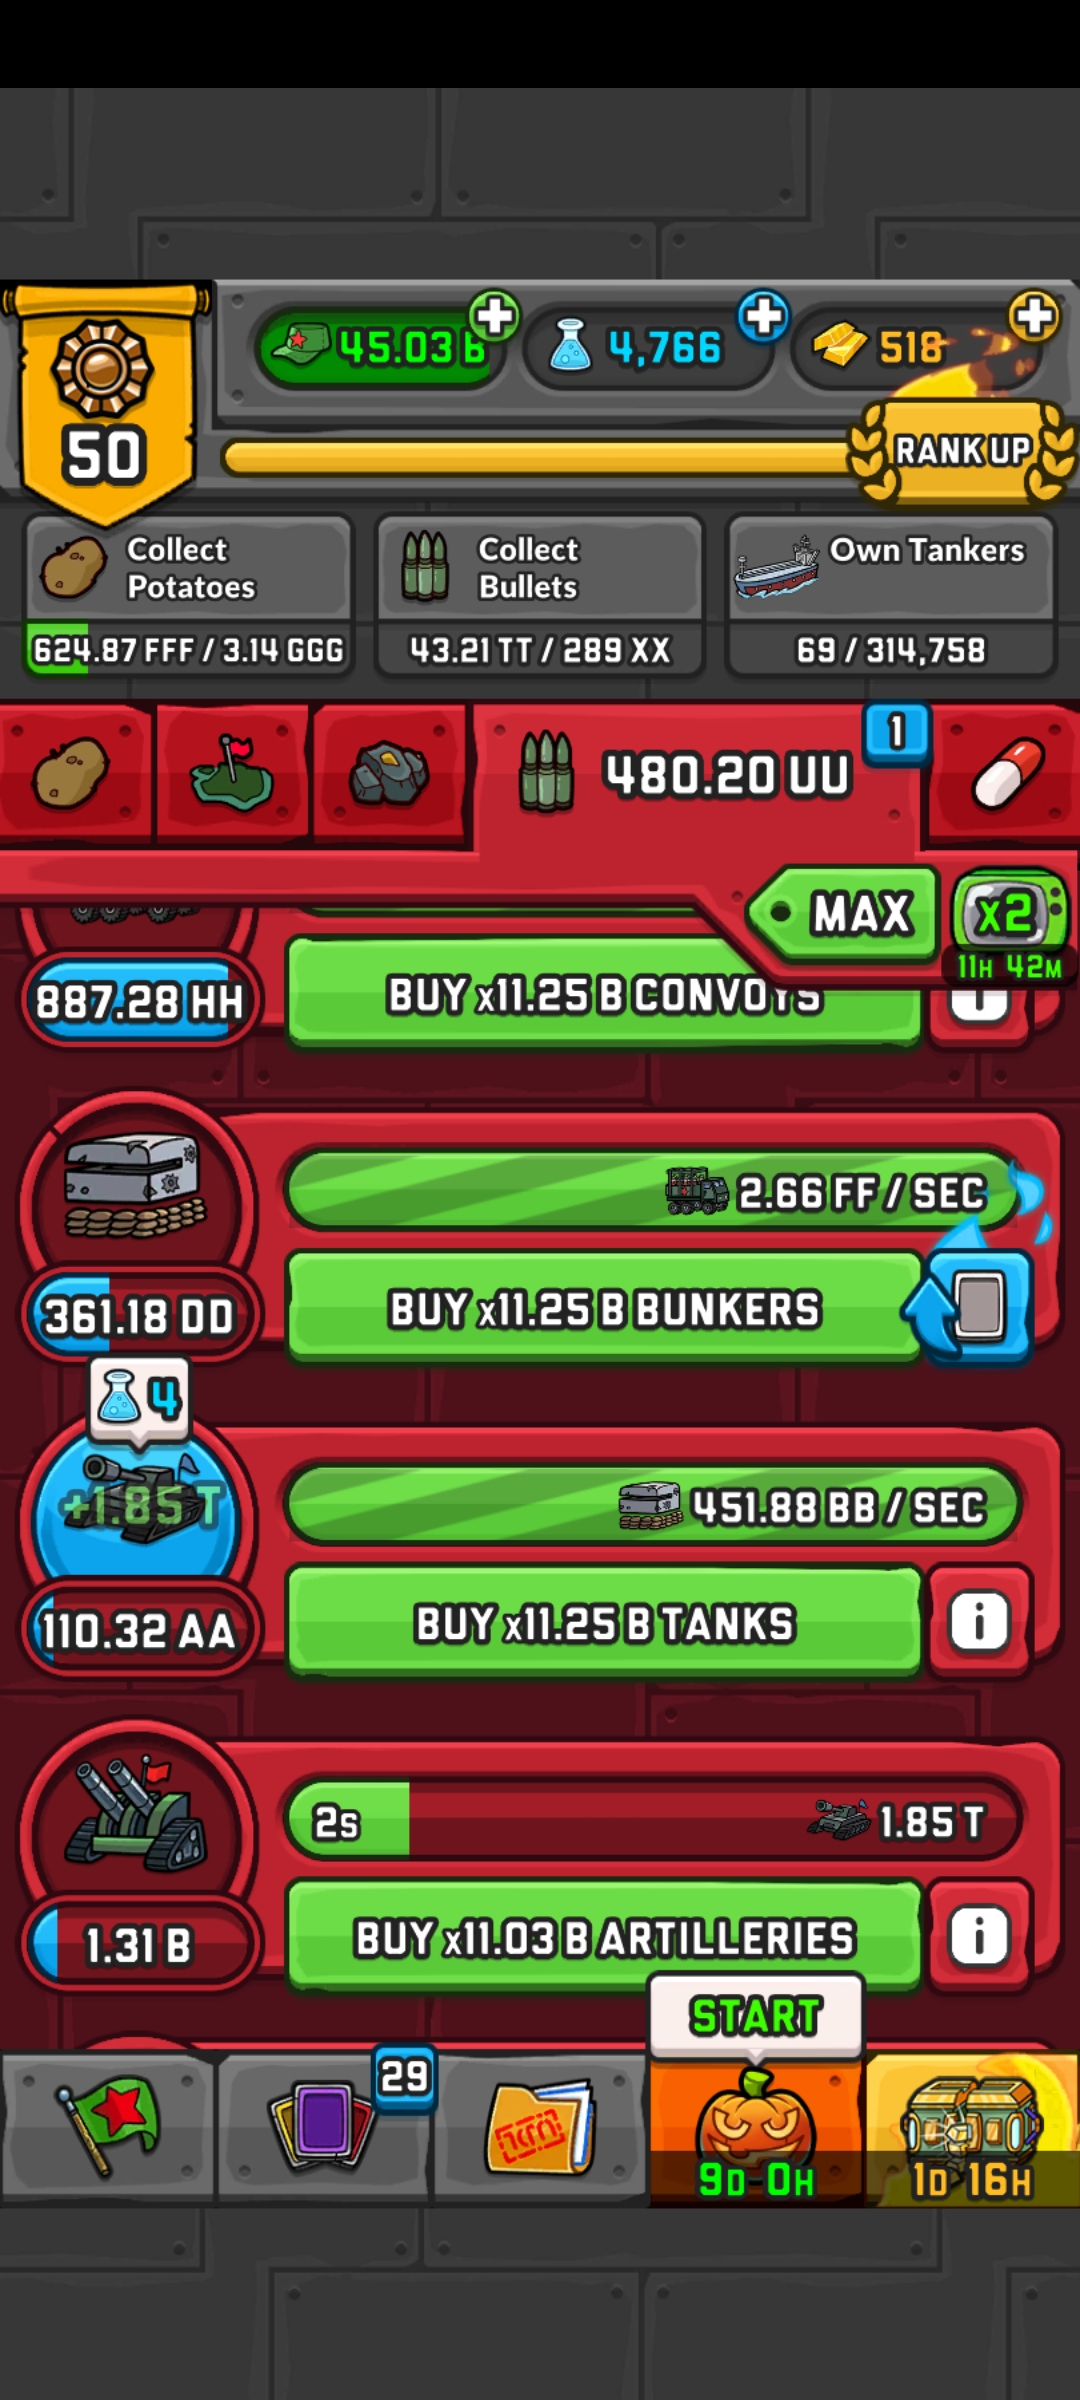 50
45.03 B
4,766
518
RANK UP
Collect
Potatoes
624.87 FFF / 3.14 GGG
Collect
Bullets
43.21 TT / 289 XX
Own Tankers
69 / 314,758
480.20 UU
1
MAX
x2
11H 42M
887.28 HH
BUY x11.25 B CONVOYS
i
2.66 FF / SEC
361.18 DD
BUY x11.25 B BUNKERS
4
+1.85 T
451.88 BB / SEC
110.32 AA
BUY x11.25 B TANKS
i
2s
1.85 T
1.31 B
BUY x11.03 B ARTILLERIES
i
START
29
9D 0H
1D 16H